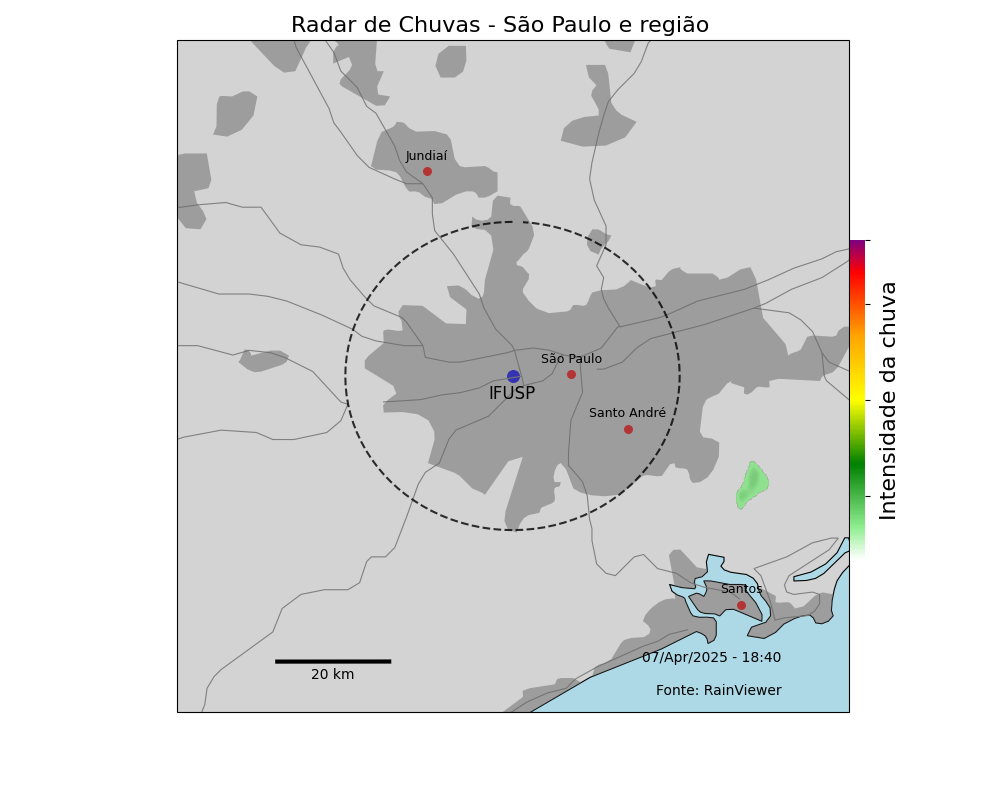 Radar de Chuvas - São Paulo e região
Jundiaí
São Paulo
IFUSP
Santo André
Intensidade da chuva
Santos
07/Apr/2025 - 18:40
20 km
Fonte: RainViewer